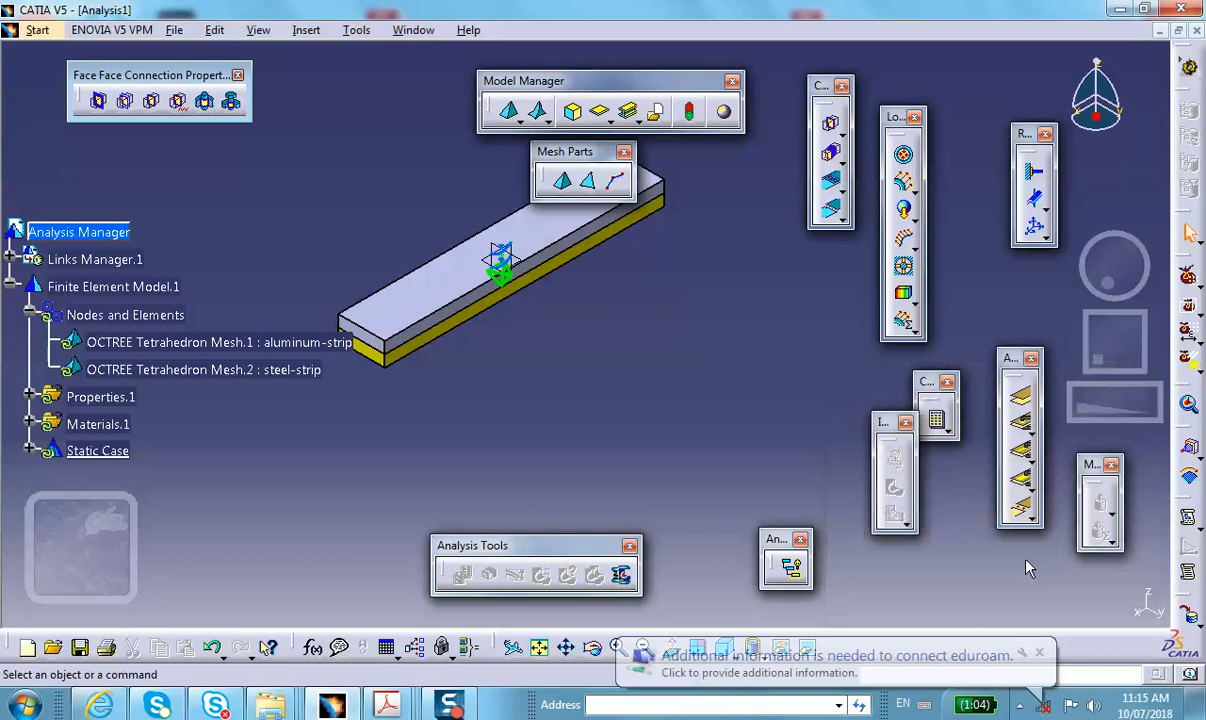 CATIA V5 - [Analysis1]
Start ENOVIA V5 VPM File Edit View Insert Tools Window Help
Face Face Connection Propert...
Model Manager
C...
Lo...
R...
Mesh Parts
Analysis Manager
Links Manager.1
Finite Element Model.1
Nodes and Elements
OCTREE Tetrahedron Mesh.1 : aluminum-strip
OCTREE Tetrahedron Mesh.2 : steel-strip
Properties.1
Materials.1
Static Case
A...
C...
I...
M...
Analysis Tools
An...
z
x y
f(x)
Additional information is needed to connect eduroam.
Click to provide additional information.
CATIA
Select an object or a command
Address
EN
(1:04)
11:15 AM
10/07/2018